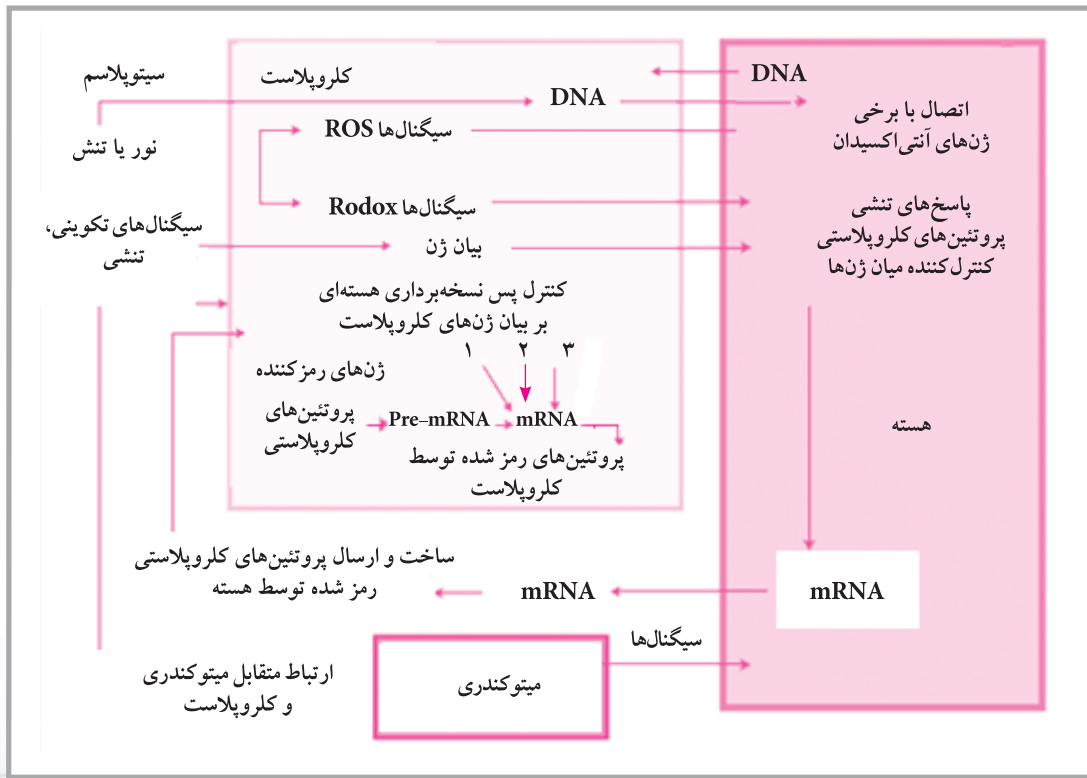 سیتوپلاسم
کلروپلاست
DNA
DNA
نور یا تنش
سیگنال‌ها ROS
اتصال با برخی
ژن‌های آنتی‌اکسیدان
سیگنال‌ها Rodox
پاسخ‌های تنشی
پروتئین‌های کلروپلاستی
کنترل‌کننده میان ژن‌ها
سیگنال‌های تکوینی،
تنشی
بیان ژن
کنترل پس نسخه‌برداری هسته‌ای
بر بیان ژن‌های کلروپلاست
۱ ۲ ۳
ژن‌های رمزکننده
پروتئین‌های
کلروپلاستی
Pre–mRNA
mRNA
پروتئین‌های رمز شده توسط
کلروپلاست
هسته
ساخت و ارسال پروتئین‌های کلروپلاستی
رمز شده توسط هسته
mRNA
mRNA
سیگنال‌ها
میتوکندری
ارتباط متقابل میتوکندری
و کلروپلاست